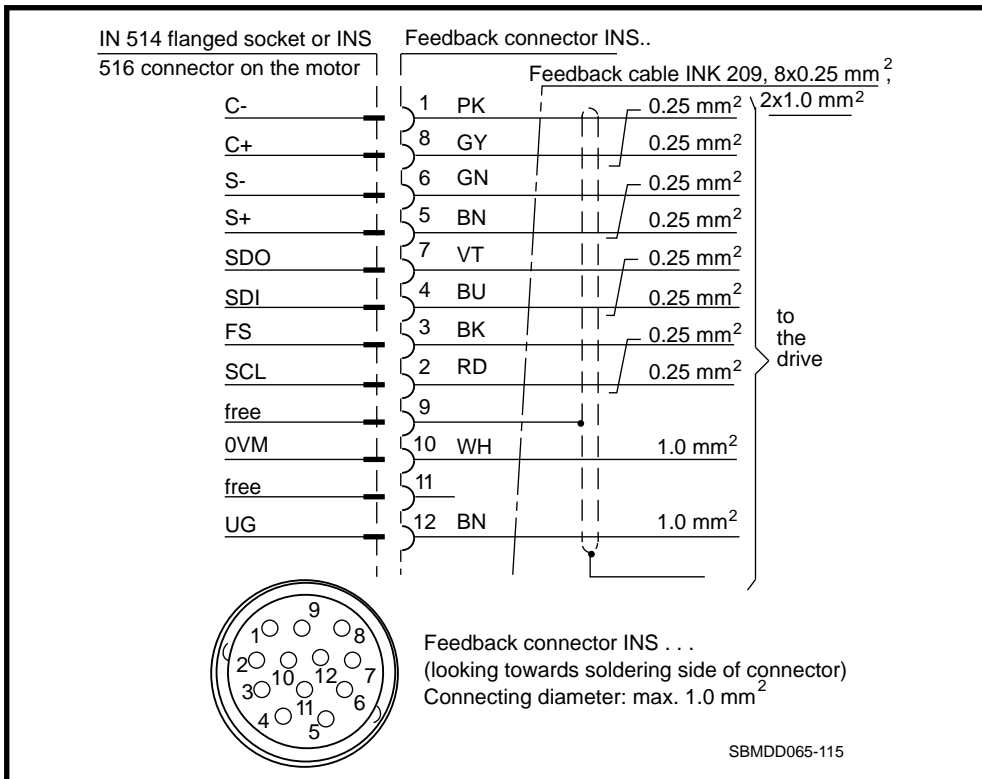 IN 514 flanged socket or INS
516 connector on the motor
Feedback connector INS..
Feedback cable INK 209, 8x0.25 mm²,
2x1.0 mm²
C- 1 PK 0.25 mm²
C+ 8 GY 0.25 mm²
S- 6 GN 0.25 mm²
S+ 5 BN 0.25 mm²
SDO 7 VT 0.25 mm²
SDI 4 BU 0.25 mm²
FS 3 BK 0.25 mm²
SCL 2 RD 0.25 mm²
free 9
0VM 10 WH 1.0 mm²
free 11
UG 12 BN 1.0 mm²
to
the
drive
9
1 8
2 10 12 7
3 11 6
4 5
Feedback connector INS . . .
(looking towards soldering side of connector)
Connecting diameter: max. 1.0 mm²
SBMDD065-115